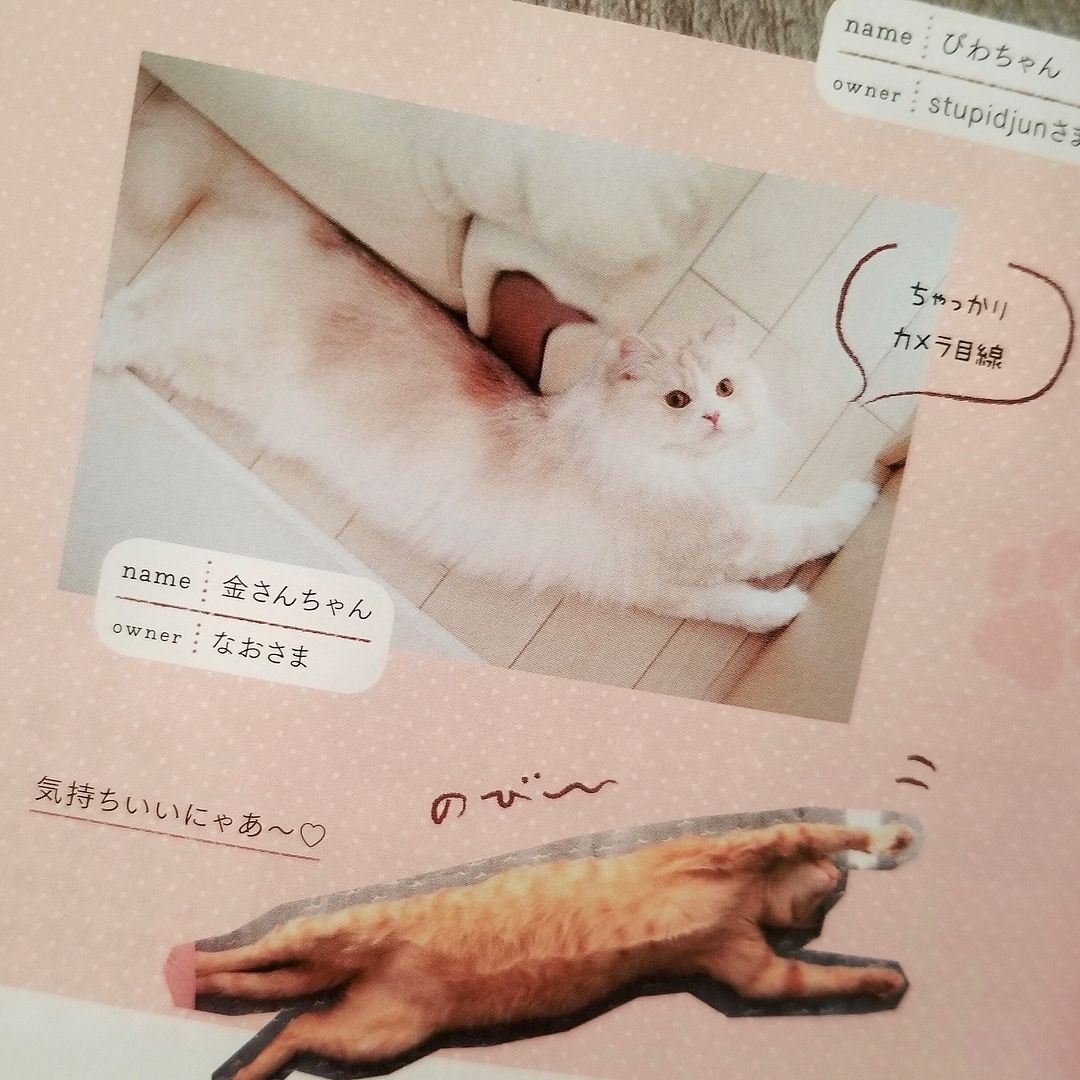 name ぴわちゃん
owner stupidjunさま
ちゃっかり
カメラ目線
name 金さんちゃん
owner なおさま
気持ちいいにゃあ～♡
のび～